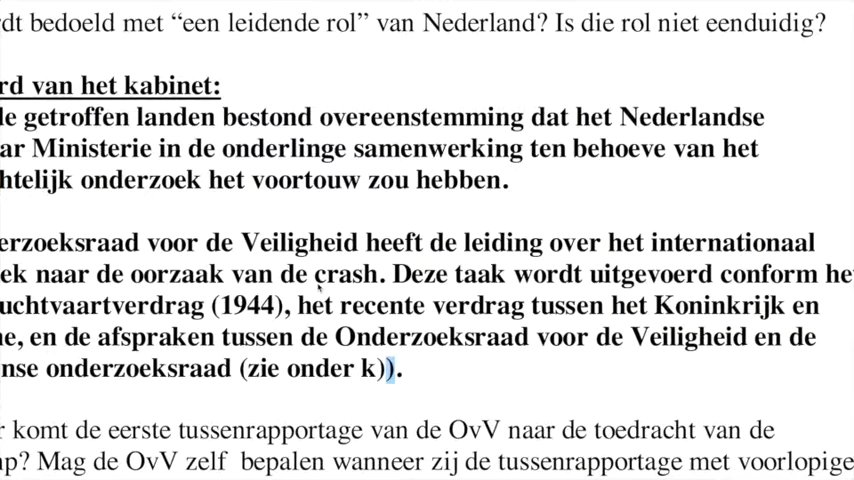 dt bedoeld met “een leidende rol” van Nederland? Is die rol niet eenduidig?
rd van het kabinet:
le getroffen landen bestond overeenstemming dat het Nederlandse
ar Ministerie in de onderlinge samenwerking ten behoeve van het
htelijk onderzoek het voortouw zou hebben.
erzoeksraad voor de Veiligheid heeft de leiding over het internationaal
ek naar de oorzaak van de crash. Deze taak wordt uitgevoerd conform he
uchtvaartverdrag (1944), het recente verdrag tussen het Koninkrijk en
ne, en de afspraken tussen de Onderzoeksraad voor de Veiligheid en de
nse onderzoeksraad (zie onder k)).
r komt de eerste tussenrapportage van de OvV naar de toedracht van de
mp? Mag de OvV zelf bepalen wanneer zij de tussenrapportage met voorlopige